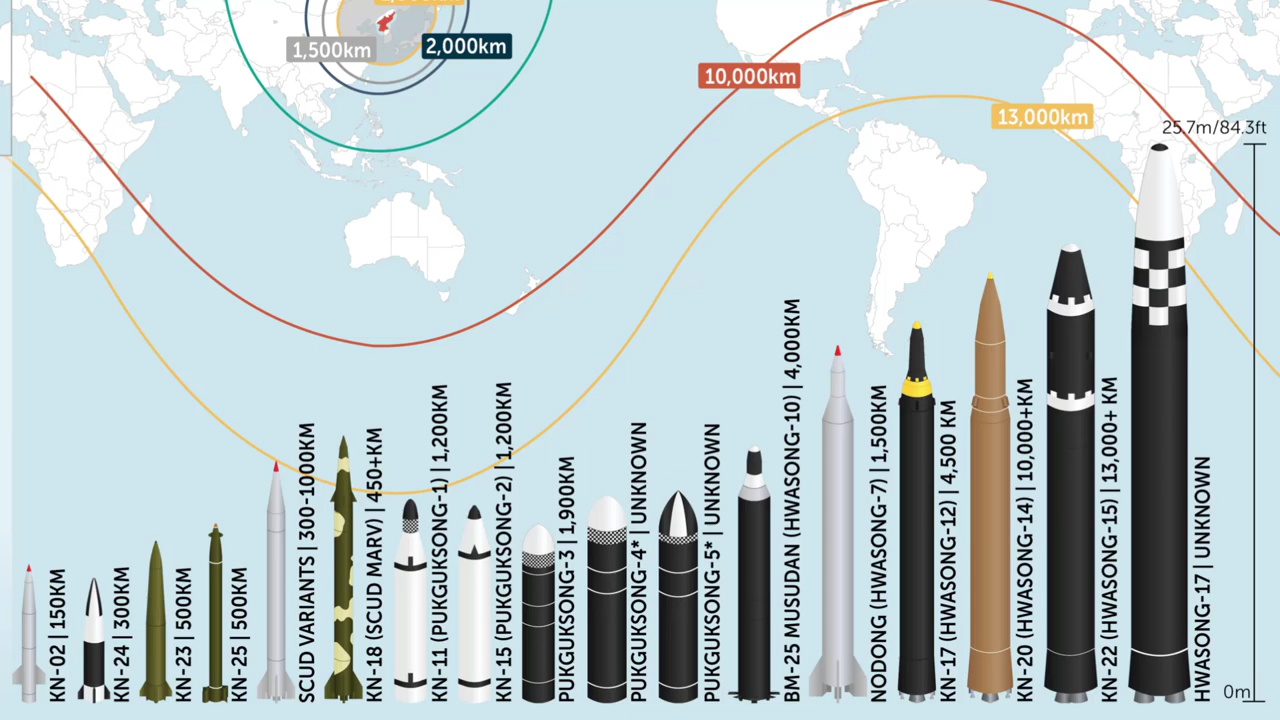 1,500km
2,000km
10,000km
13,000km
25.7m/84.3ft
KN-02 | 150KM
KN-24 | 300KM
KN-23 | 500KM
KN-25 | 500KM
SCUD VARIANTS | 300-1000KM
KN-18 (SCUD MARV) | 450+KM
KN-11 (PUKGUKSONG-1) | 1,200KM
KN-15 (PUKGUKSONG-2) | 1,200KM
PUKGUKSONG-3 | 1,900KM
PUKGUKSONG-4* | UNKNOWN
PUKGUKSONG-5* | UNKNOWN
BM-25 MUSUDAN (HWASONG-10) | 4,000KM
NODONG (HWASONG-7) | 1,500KM
KN-17 (HWASONG-12) | 4,500 KM
KN-20 (HWASONG-14) | 10,000+KM
KN-22 (HWASONG-15) | 13,000+ KM
HWASONG-17 | UNKNOWN
0m